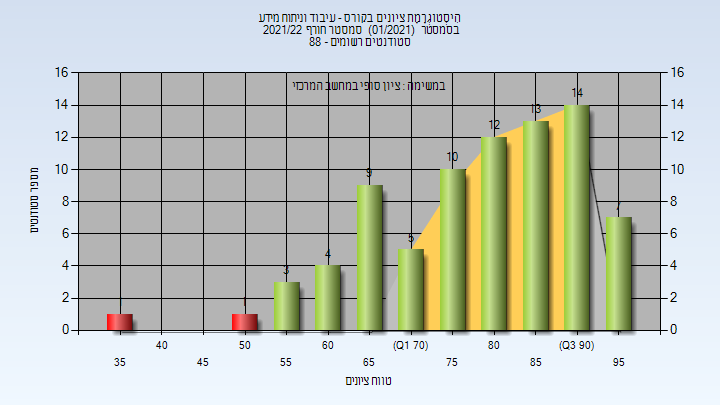 היסטוגרמת ציונים בקורס - עיבוד וניתוח מידע
בסמסטר (01/2021) סמסטר חורף 2021/22
סטודנטים רשומים - 88
במשימה : ציון סופי במחשב המרכזי
מספר סטודנטים
16 16
14 14
12 12
10 10
8 8
6 6
4 4
2 2
0 0
1 1 3 4 9 5 10 12 13 14 7
40 50 60 (Q1 70) 80 (Q3 90)
35 45 55 65 75 85 95
טווח ציונים